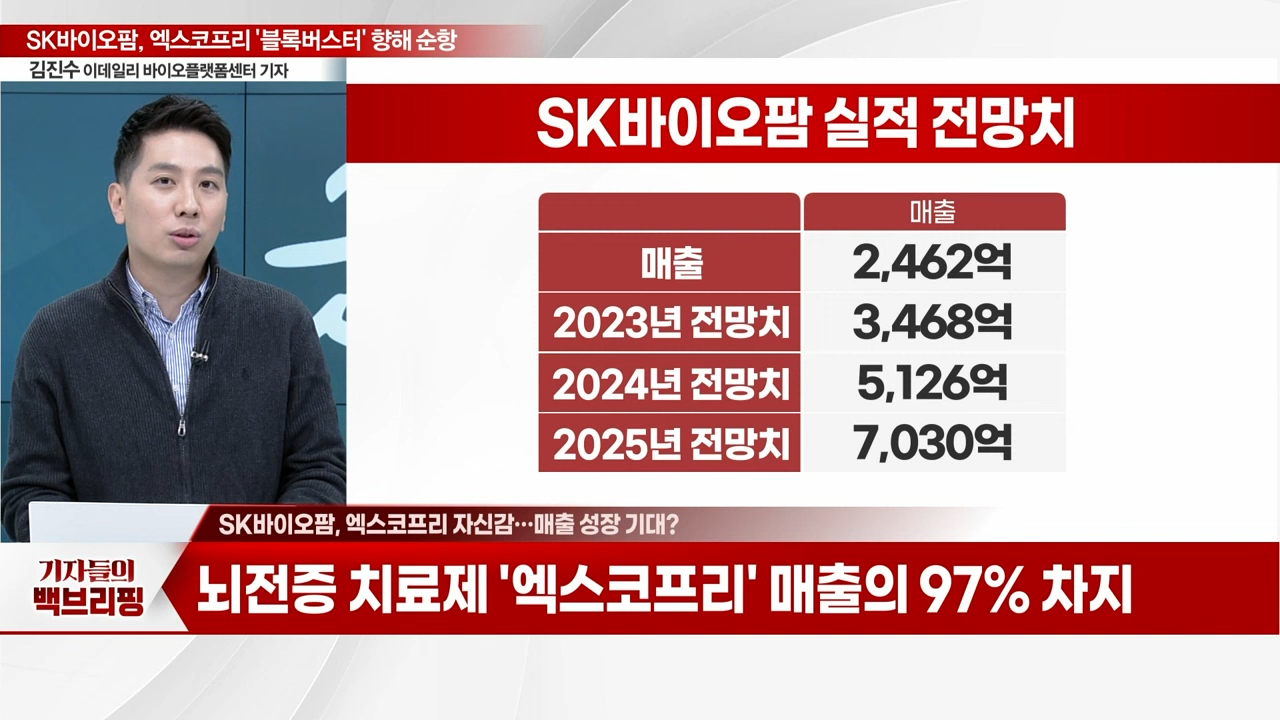 SK바이오팜, 엑스코프리 '블록버스터' 향해 순항
김진수 이데일리 바이오플랫폼센터 기자
SK바이오팜 실적 전망치
매출
매출 2,462억
2023년 전망치 3,468억
2024년 전망치 5,126억
2025년 전망치 7,030억
SK바이오팜, 엑스코프리 자신감…매출 성장 기대?
기자들의
백브리핑
뇌전증 치료제 '엑스코프리' 매출의 97% 차지